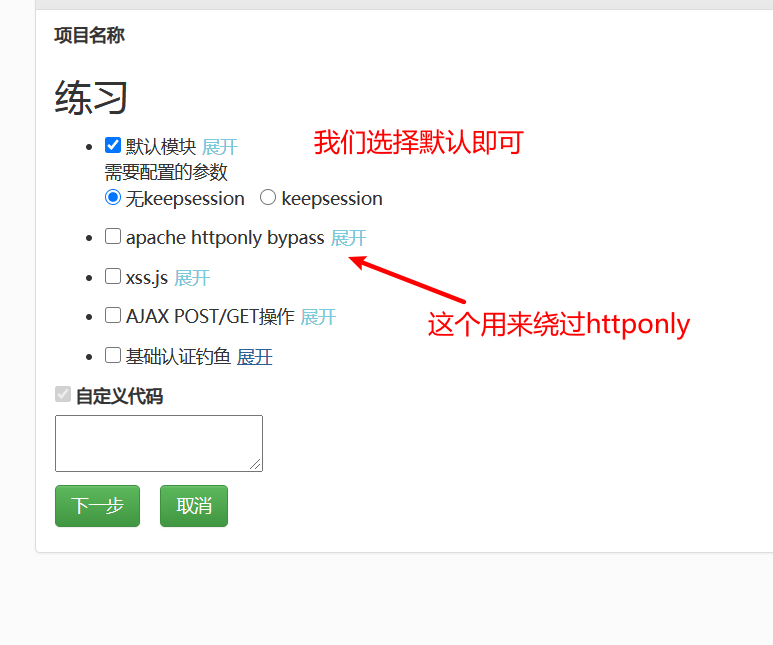 项目名称
练习
默认模块 展开
我们选择默认即可
需要配置的参数
无keepsession keepsession
apache httponly bypass 展开
xss.js 展开
AJAX POST/GET操作 展开
这个用来绕过httponly
基础认证钓鱼 展开
自定义代码
下一步 取消